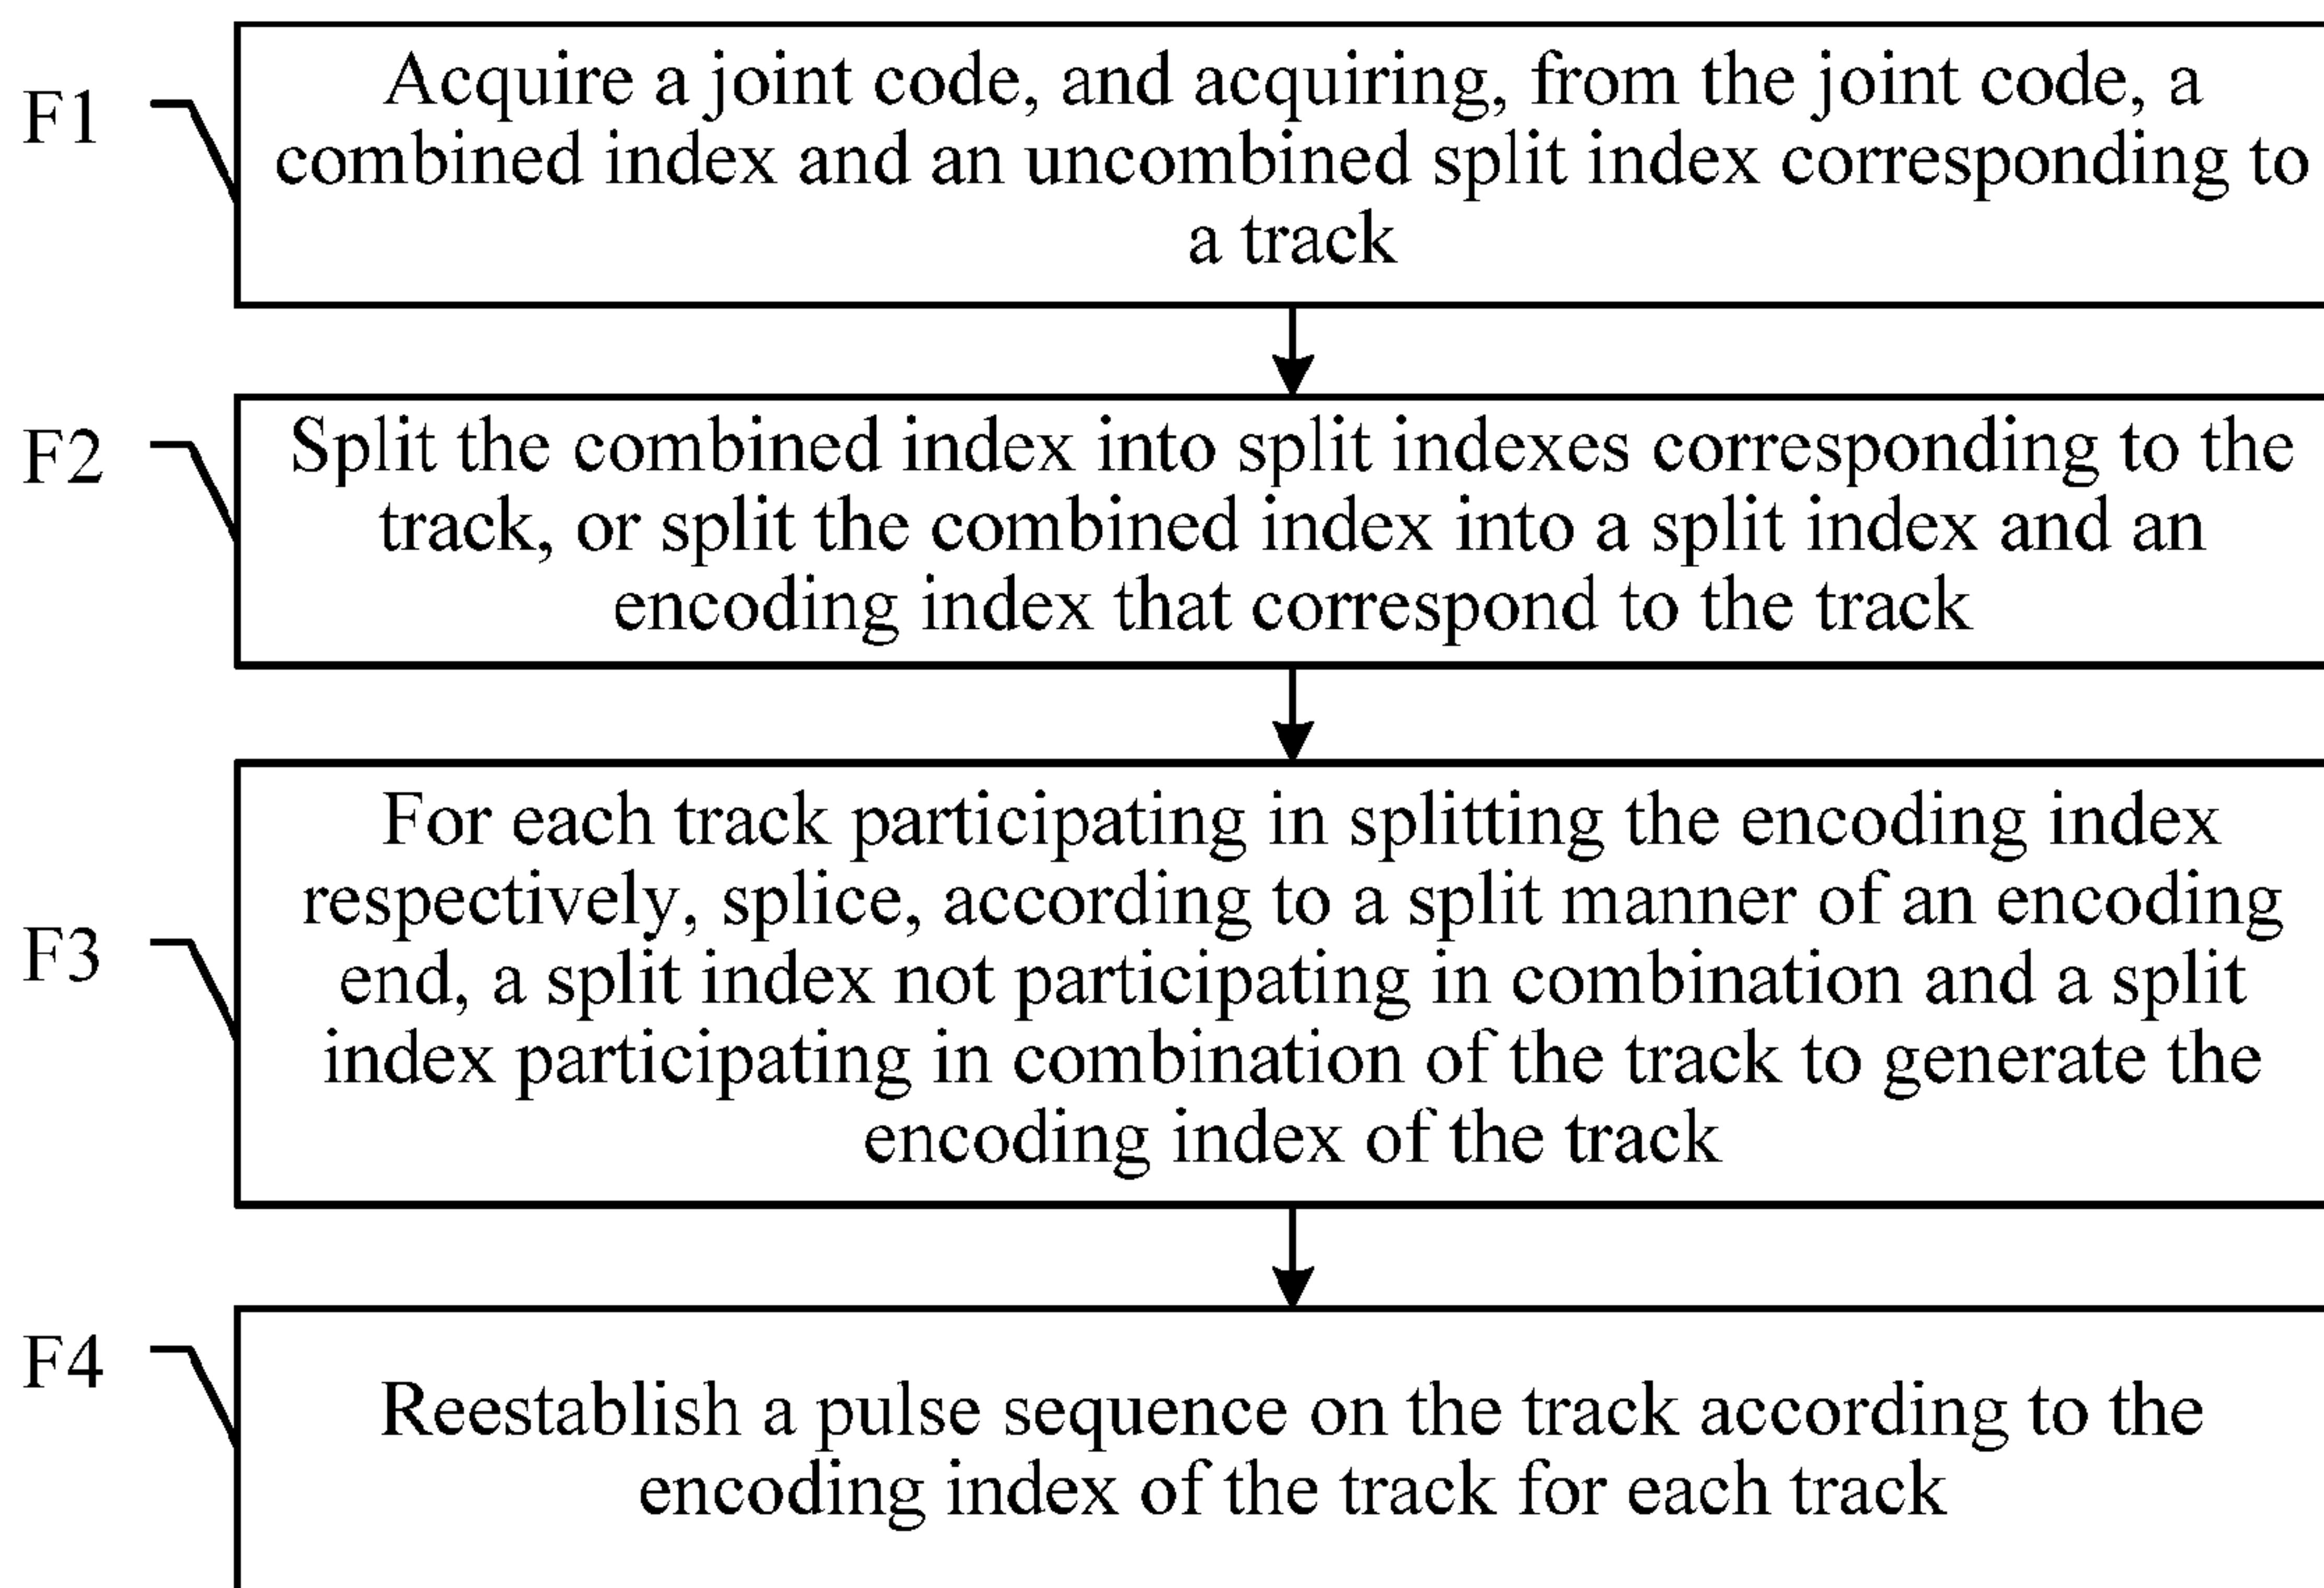 F1
Acquire a joint code, and acquiring, from the joint code, a
combined index and an uncombined split index corresponding to
a track
F2
Split the combined index into split indexes corresponding to the
track, or split the combined index into a split index and an
encoding index that correspond to the track
F3
For each track participating in splitting the encoding index
respectively, splice, according to a split manner of an encoding
end, a split index not participating in combination and a split
index participating in combination of the track to generate the
encoding index of the track
F4
Reestablish a pulse sequence on the track according to the
encoding index of the track for each track